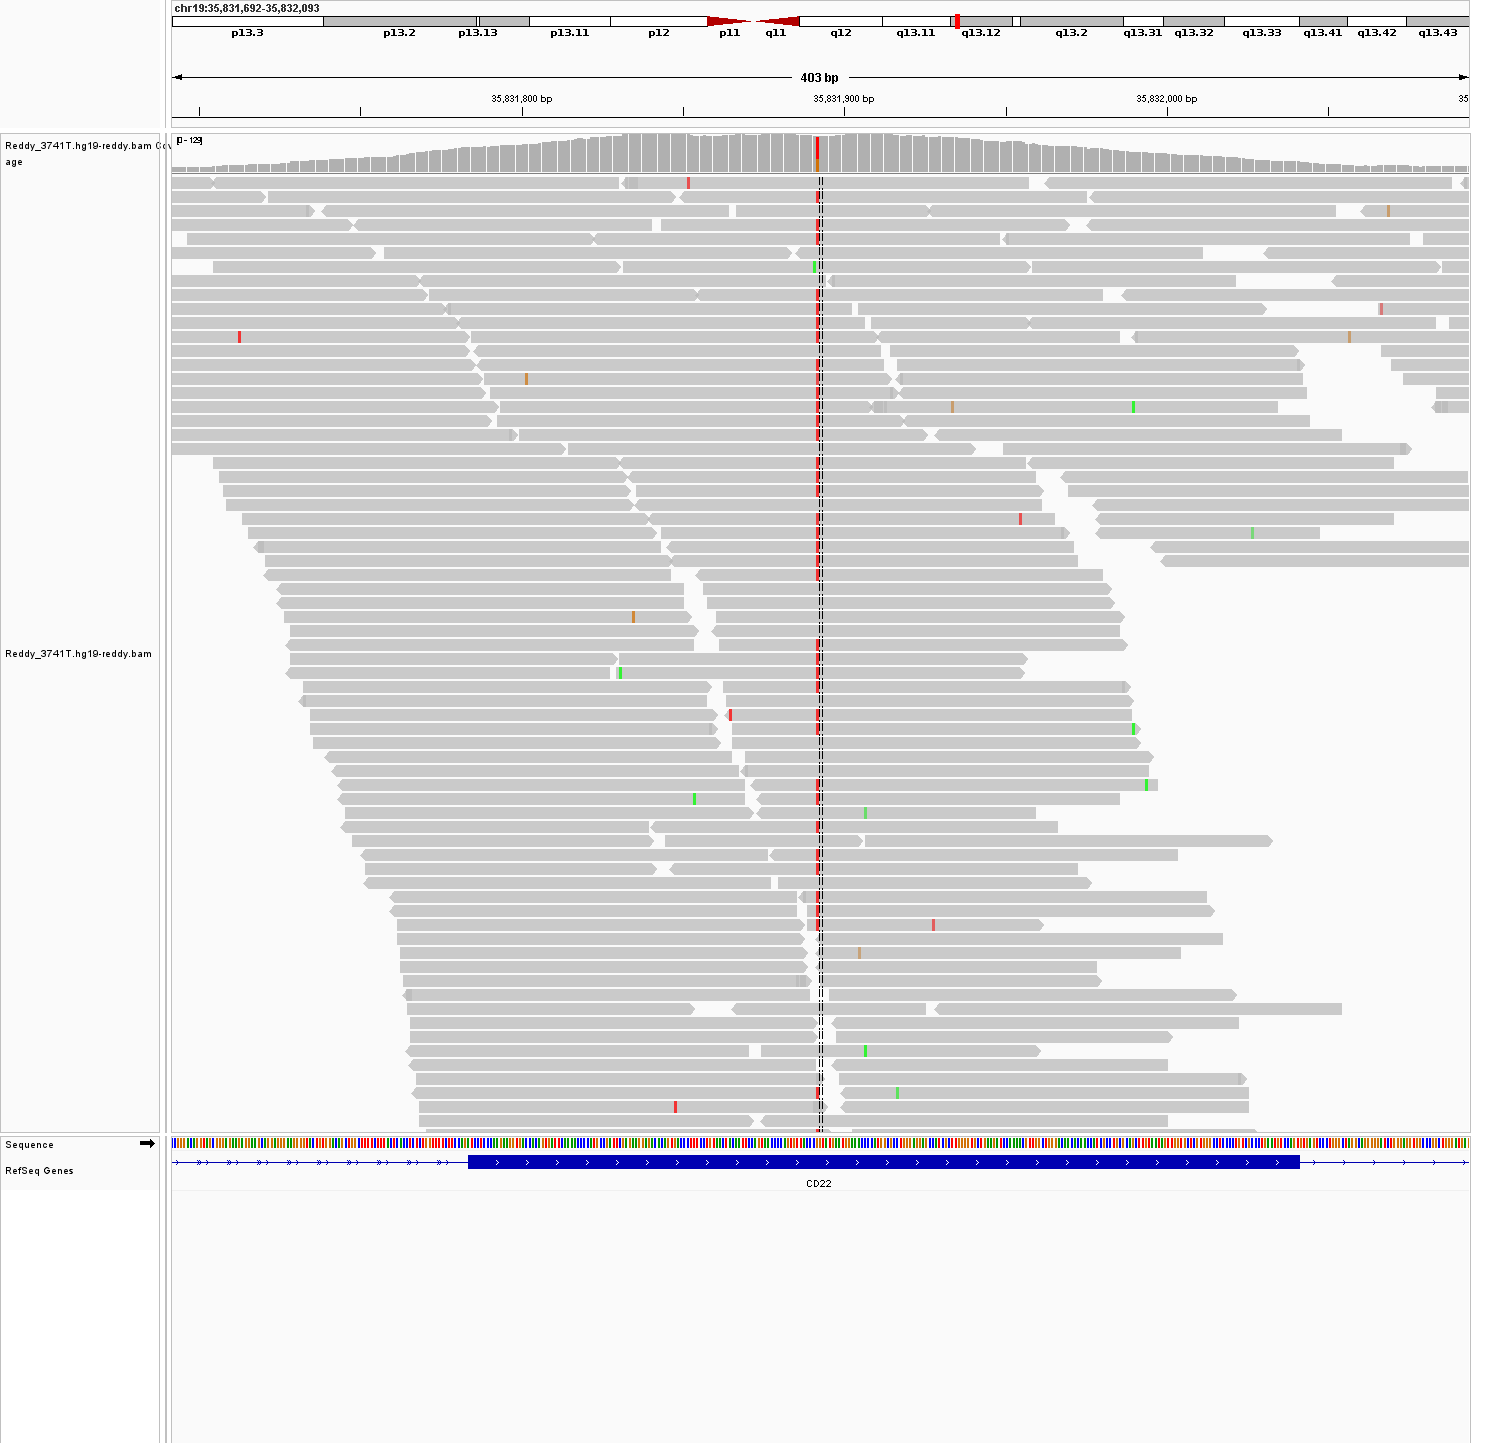 chr19:35,831,692-35,832,093
p13.3 p13.2 p13.13 p13.11 p12 p11 q11 q12 q13.11 q13.12 q13.2 q13.31 q13.32 q13.33 q13.41 q13.42 q13.43
403 bp
35,831,800 bp 35,831,900 bp 35,832,000 bp 35
Reddy_3741T.hg19-reddy.bam Cov
age
[0 - 129]
Reddy_3741T.hg19-reddy.bam
Sequence
RefSeq Genes
CD22